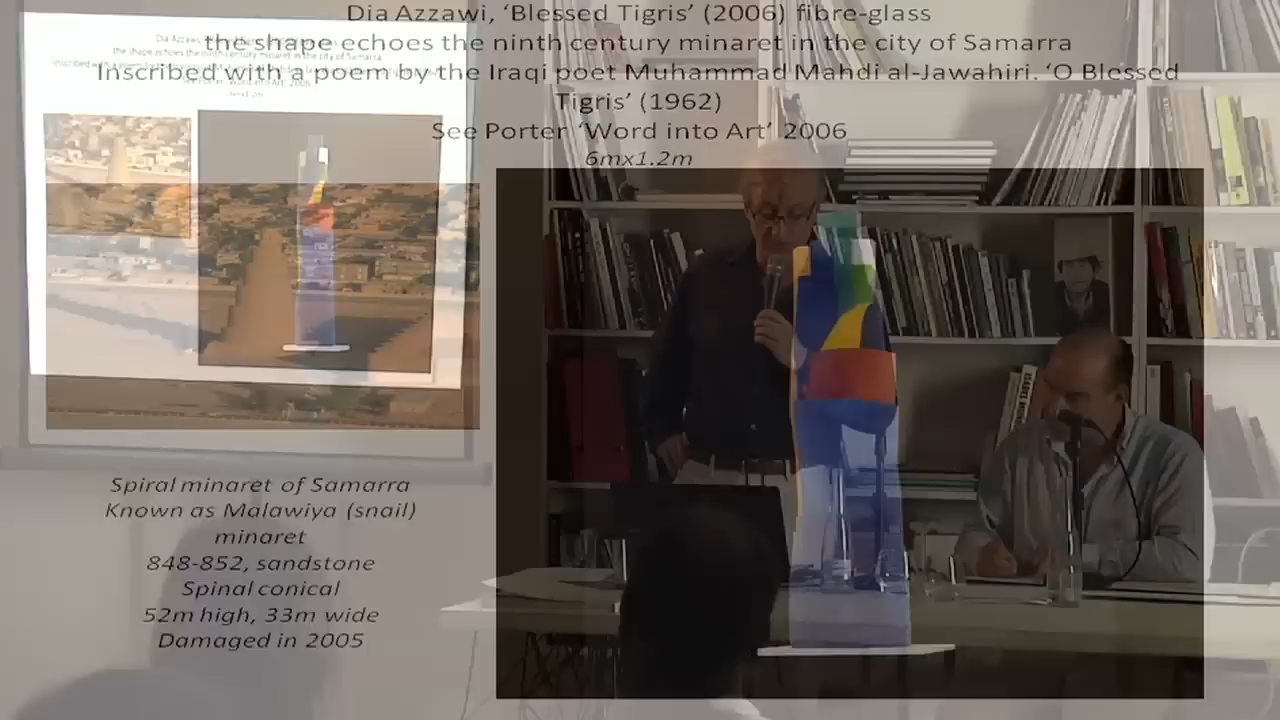 Dia Azzawi, ‘Blessed Tigris’ (2006) fibre-glass
the shape echoes the ninth century minaret in the city of Samarra
Inscribed with a poem by the Iraqi poet Muhammad Mahdi al-Jawahiri. ‘O Blessed
Tigris’ (1962)
See Porter ‘Word into Art’ 2006
6mx1.2m
Spiral minaret of Samarra
Known as Malawiya (snail)
minaret
848-852, sandstone
Spinal conical
52m high, 33m wide
Damaged in 2005